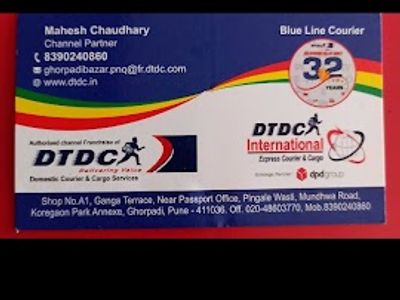 Mahesh Chaudhary
Blue Line Courier
Channel Partner
8390240860
ghorpadibazar.pnq@fr.dtdc.com
www.dtdc.in
32
YEARS
Authorised channel Franchise of
DTDC
Delivering Value
Domestic Courier & Cargo Services
DTDC
International
Express Courier & Cargo
Strategic Partner dpdgroup
Shop No.A1, Ganga Terrace, Near Passport Office, Pingale Wasti, Mundhwa Road,
Koregaon Park Annexe, Ghorpadi, Pune - 411036. Off. 020-48603770, Mob.8390240860